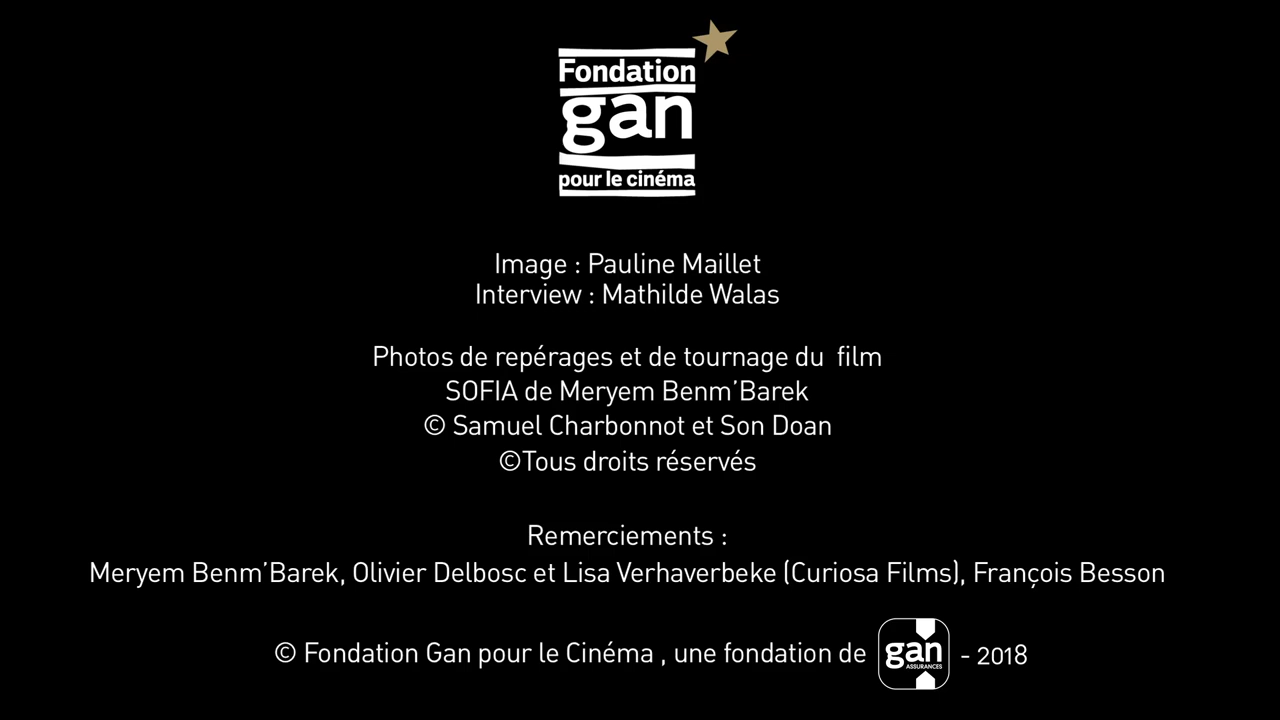 Fondation
gan
pour le cinéma
Image : Pauline Maillet
Interview : Mathilde Walas
Photos de repérages et de tournage du film
SOFIA de Meryem Benm’Barek
© Samuel Charbonnot et Son Doan
©Tous droits réservés
Remerciements :
Meryem Benm’Barek, Olivier Delbosc et Lisa Verhaverbeke (Curiosa Films), François Besson
© Fondation Gan pour le Cinéma , une fondation de gan ASSURANCES - 2018